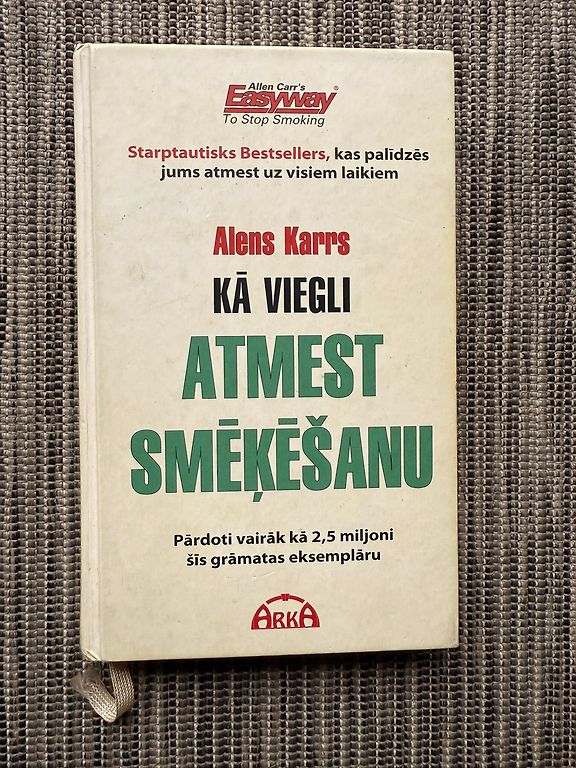 Allen Carr's
Easyway®
To Stop Smoking
Starptautisks Bestsellers, kas palīdzēs
jums atmest uz visiem laikiem
Alens Karrs
KĀ VIEGLI
ATMEST
SMĒĶĒŠANU
Pārdoti vairāk kā 2,5 miljoni
šīs grāmatas eksemplāru
ARKA